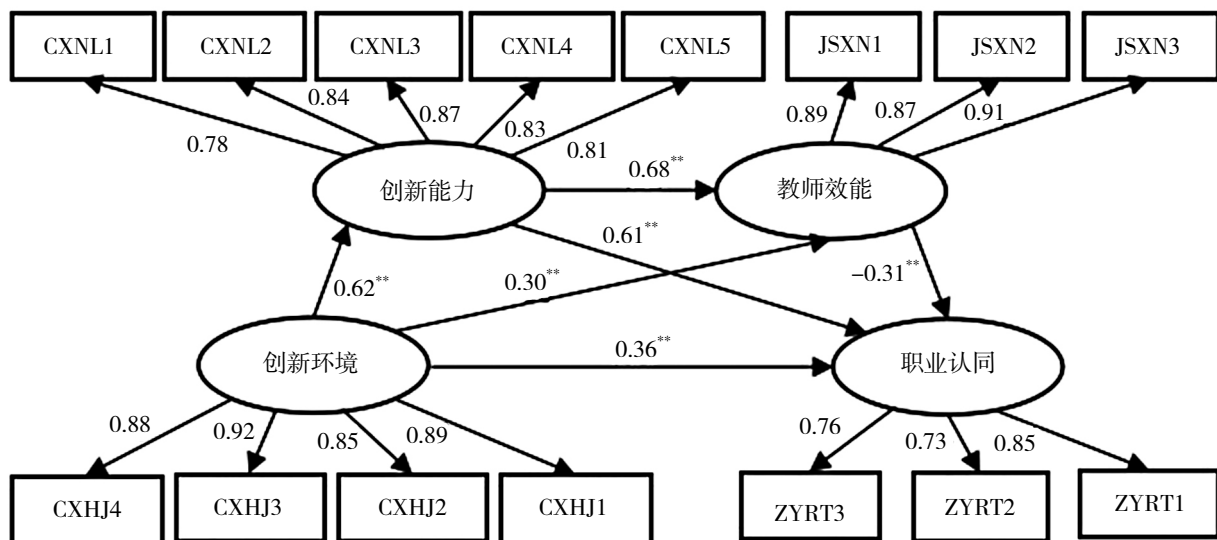 CXNL1 CXNL2 CXNL3 CXNL4 CXNL5 JSXN1 JSXN2 JSXN3
0.78 0.84 0.87 0.83 0.81 0.89 0.87 0.91
创新能力 0.68** 教师效能
0.62** 0.30** 0.61** -0.31**
创新环境 0.36** 职业认同
0.88 0.92 0.85 0.89 0.76 0.73 0.85
CXHJ4 CXHJ3 CXHJ2 CXHJ1 ZYRT3 ZYRT2 ZYRT1